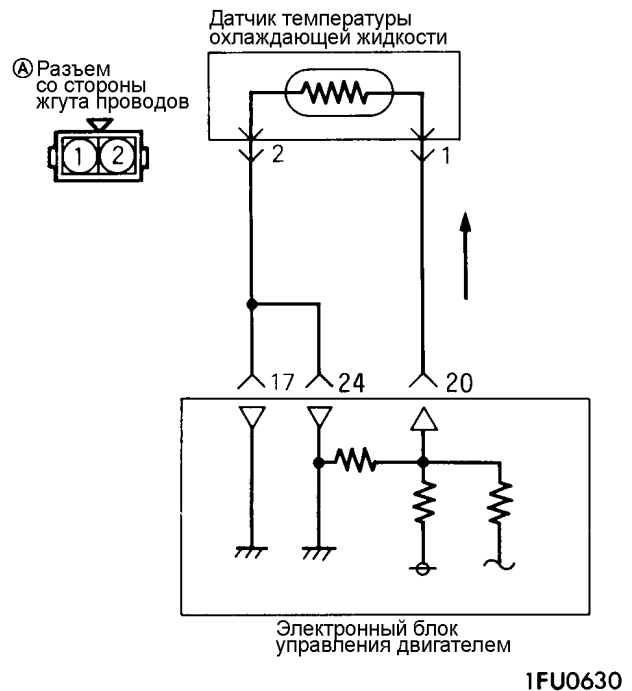 Датчик температуры
охлаждающей жидкости
Ⓐ Разъем
со стороны
жгута проводов
1 2
2 1
17 24 20
Электронный блок
управления двигателем
1FU0630